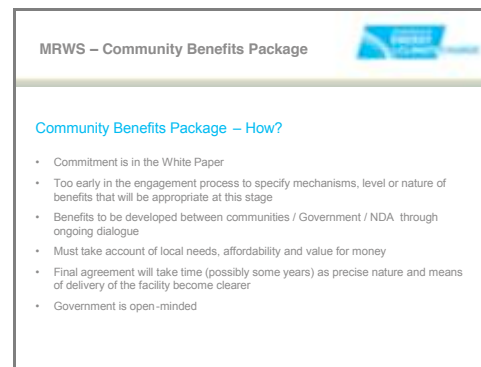 MRWS – Community Benefits Package
Community Benefits Package – How?
• Commitment is in the White Paper
• Too early in the engagement process to specify mechanisms, level or nature of
benefits that will be appropriate at this stage
• Benefits to be developed between communities / Government / NDA through
ongoing dialogue
• Must take account of local needs, affordability and value for money
• Final agreement will take time (possibly some years) as precise nature and means
of delivery of the facility become clearer
• Government is open-minded